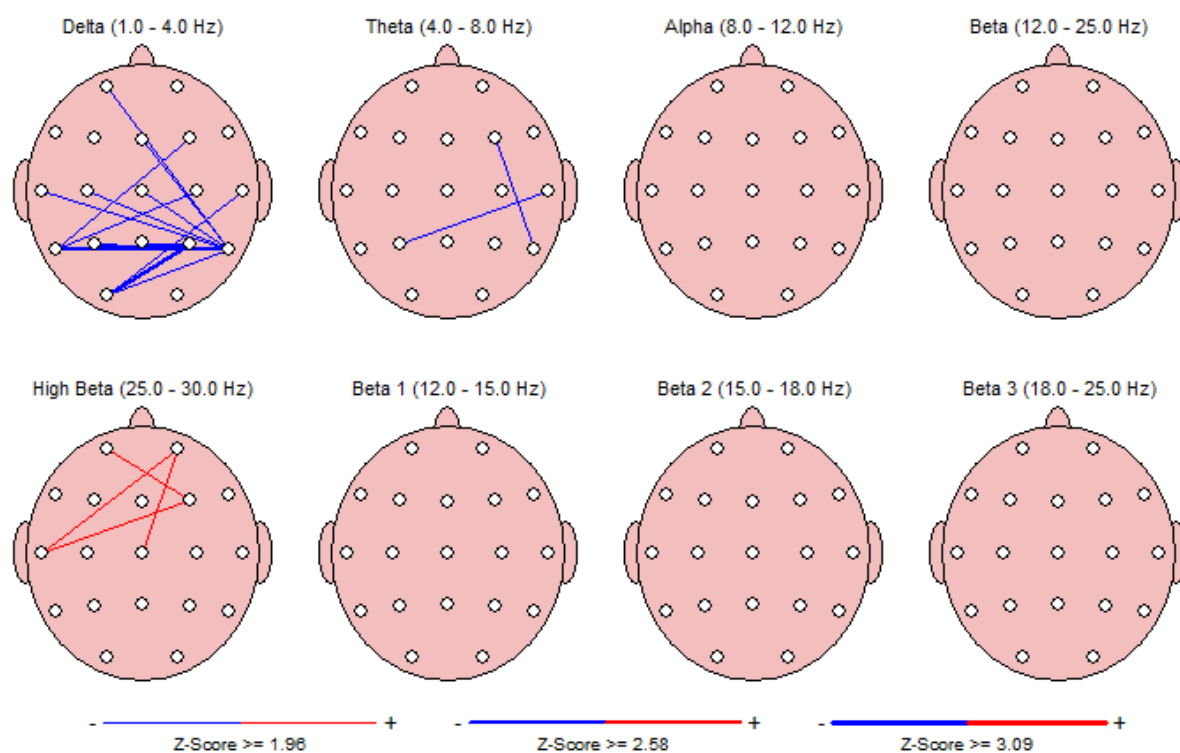 Delta (1.0 - 4.0 Hz) Theta (4.0 - 8.0 Hz) Alpha (8.0 - 12.0 Hz) Beta (12.0 - 25.0 Hz)
High Beta (25.0 - 30.0 Hz) Beta 1 (12.0 - 15.0 Hz) Beta 2 (15.0 - 18.0 Hz) Beta 3 (18.0 - 25.0 Hz)
- + - + - +
Z-Score >= 1.96 Z-Score >= 2.58 Z-Score >= 3.09